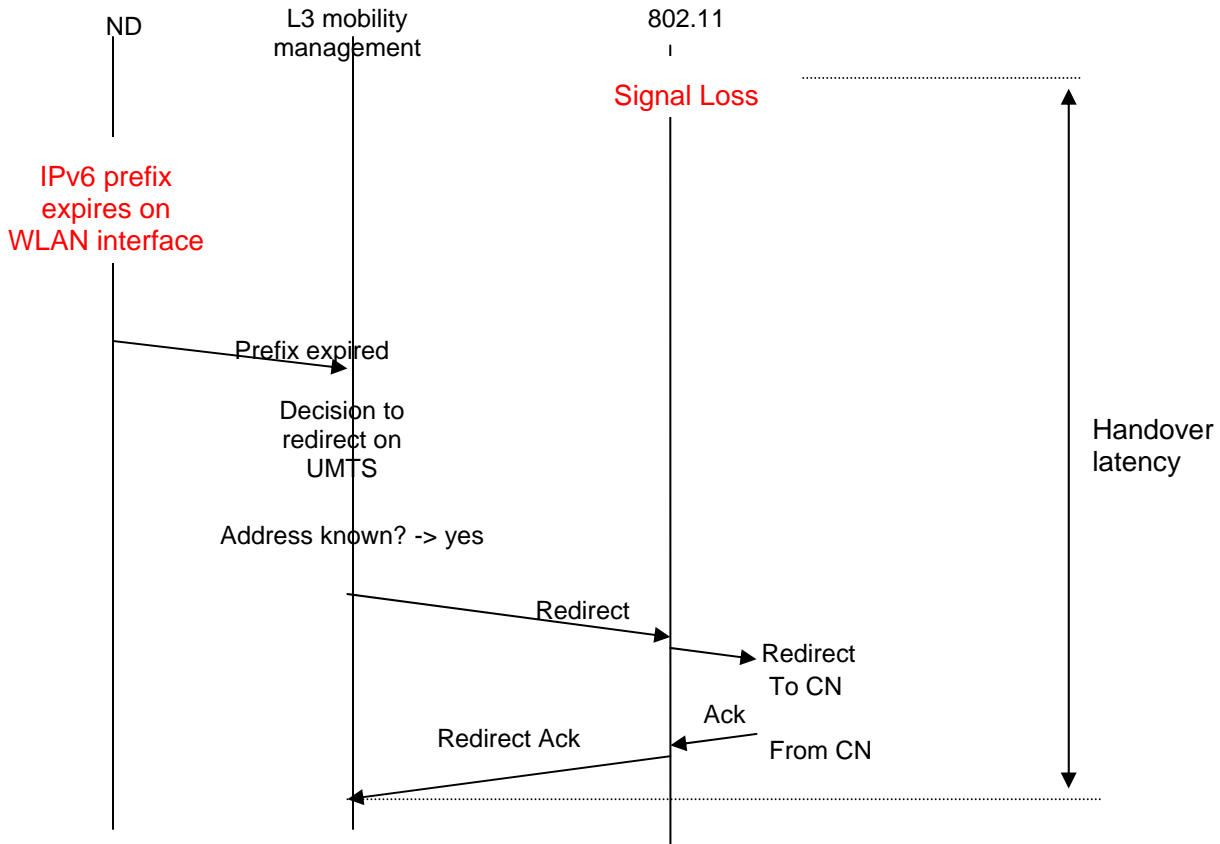 ND
L3 mobility
management
802.11
Signal Loss
IPv6 prefix
expires on
WLAN interface
Prefix expired
Decision to
redirect on
UMTS
Handover
latency
Address known? -> yes
Redirect
Redirect
To CN
Ack
Redirect Ack
From CN